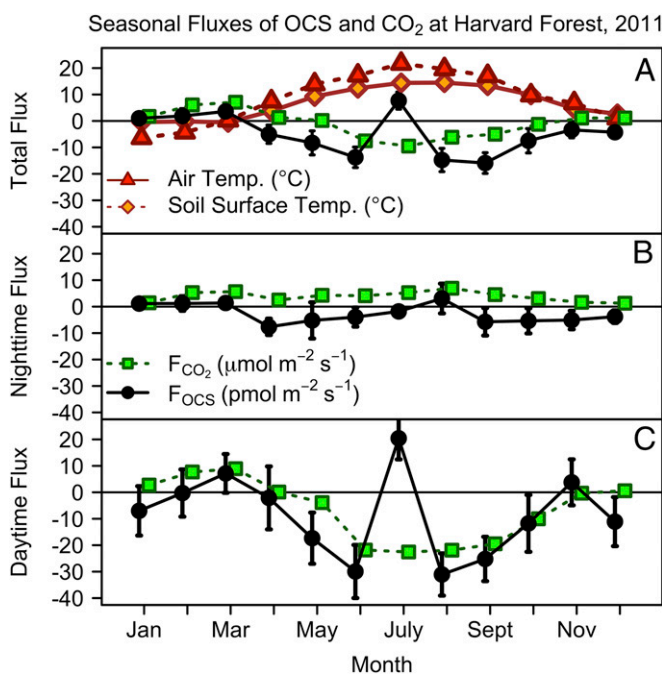 Seasonal Fluxes of OCS and CO₂ at Harvard Forest, 2011
A
Total Flux
20
10
0
-10
-20
-30
-40
Air Temp. (°C)
Soil Surface Temp. (°C)
B
Nighttime Flux
20
10
0
-10
-20
-30
-40
F_CO₂ (μmol m⁻² s⁻¹)
F_OCS (pmol m⁻² s⁻¹)
C
Daytime Flux
20
10
0
-10
-20
-30
-40
Jan Mar May July Sept Nov
Month